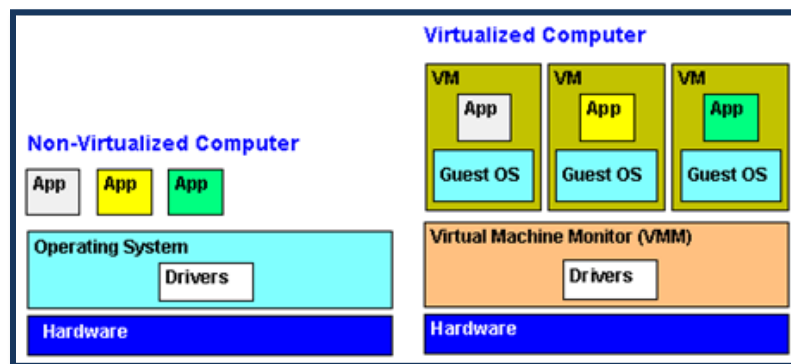 Non-Virtualized Computer
App App App
Operating System
Drivers
Hardware
Virtualized Computer
VM VM VM
App App App
Guest OS Guest OS Guest OS
Virtual Machine Monitor (VMM)
Drivers
Hardware